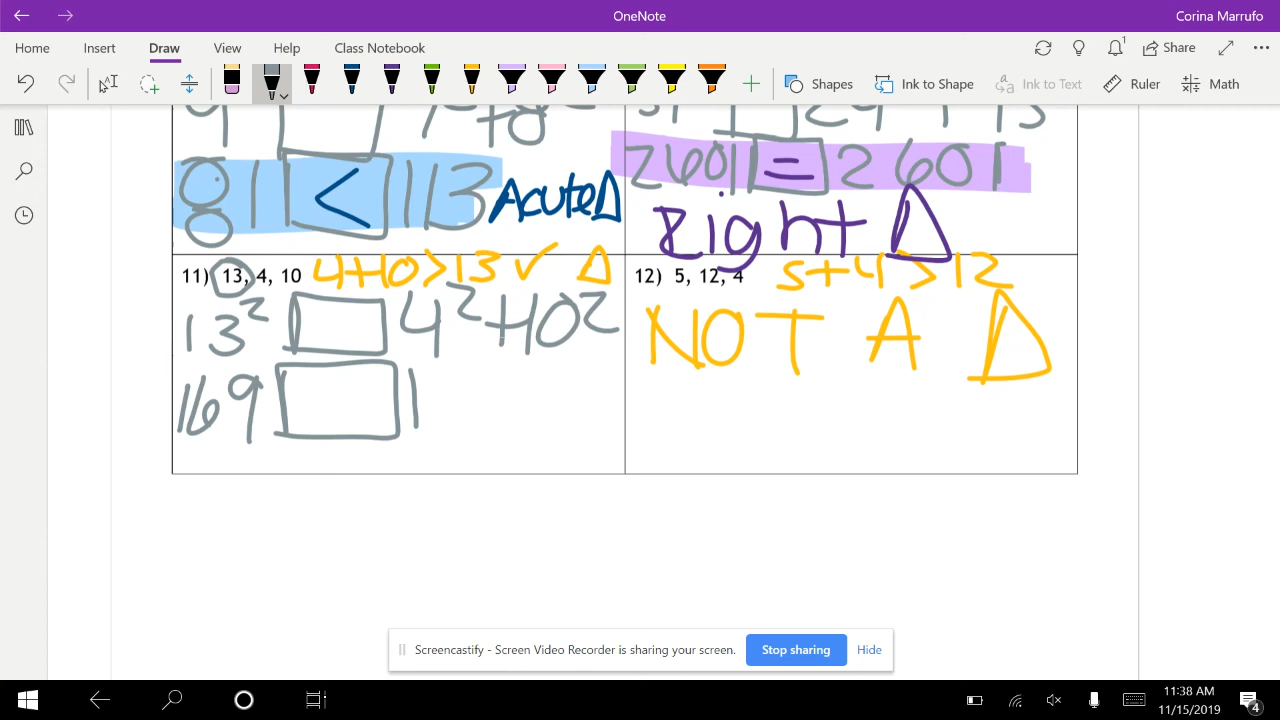 OneNote
Corina Marrufo
Home Insert Draw View Help Class Notebook
1 Share
Shapes Ink to Shape Ink to Text Ruler Math
81 < 113 Acute Δ
2601 = 2601
Right Δ
11) 13, 4, 10 4+10>13 ✓ Δ
13² 4²+10²
169 1
12) 5, 12, 4 5+4>12
NOT A Δ
Screencastify - Screen Video Recorder is sharing your screen. Stop sharing Hide
11:38 AM
11/15/2019
4